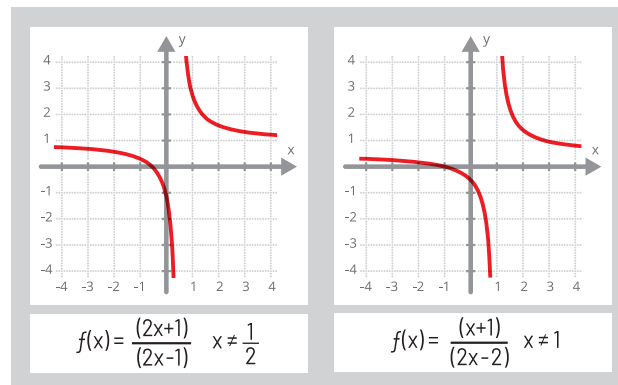 y
4
3
2
1
x
-1
-2
-3
-4
-4 -3 -2 -1 1 2 3 4
f(x) = (2x+1)/(2x-1) x ≠ 1/2
y
4
3
2
1
x
-1
-2
-3
-4
-4 -3 -2 -1 1 2 3 4
f(x) = (x+1)/(2x-2) x ≠ 1